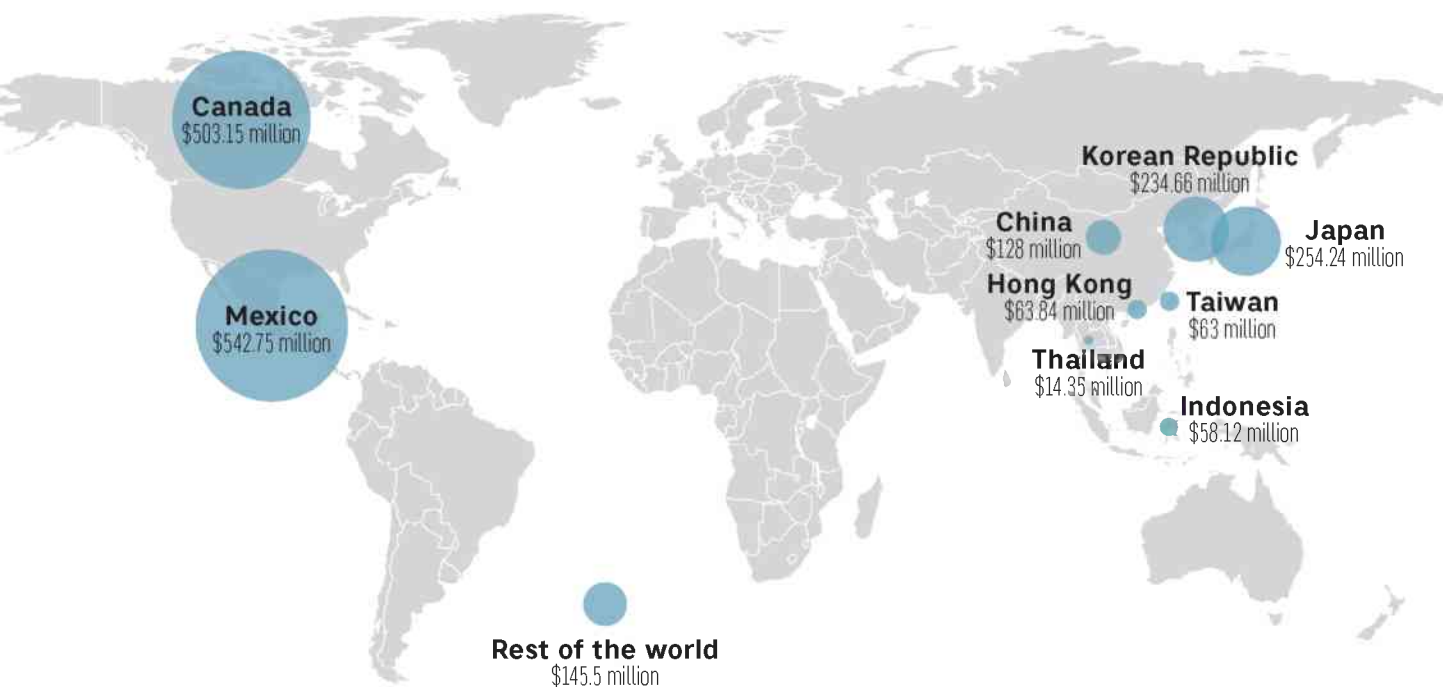 Canada
$503.15 million
Mexico
$542.75 million
Korean Republic
$234.66 million
China
$128 million
Japan
$254.24 million
Hong Kong
$63.84 million
Taiwan
$63 million
Thailand
$14.35 million
Indonesia
$58.12 million
Rest of the world
$145.5 million